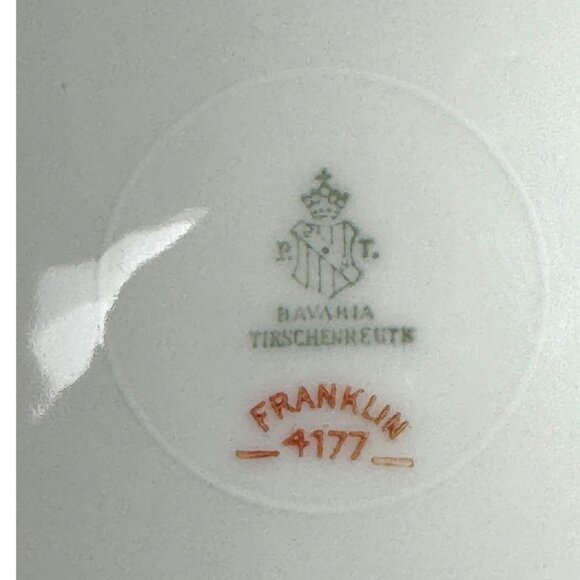 P. T.
BAVARIA
TIRSCHENREUTH
FRANKLIN
4177